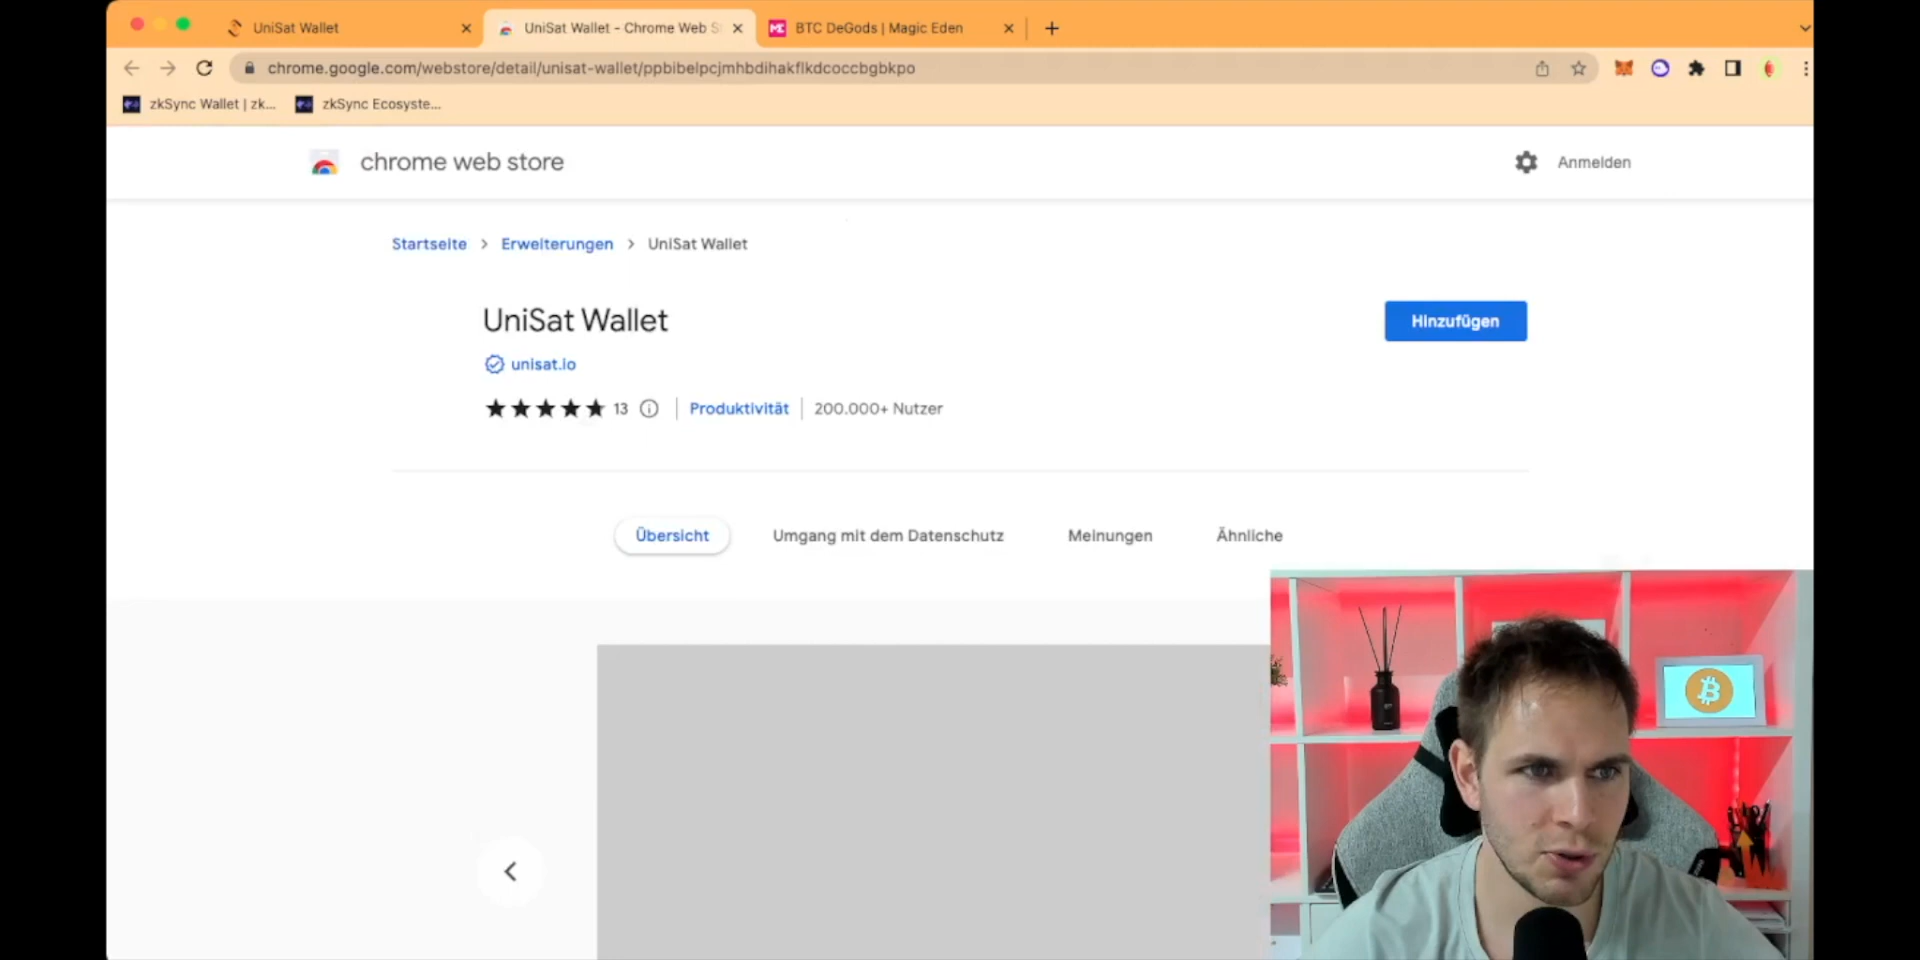 UniSat Wallet
UniSat Wallet - Chrome Web S
BTC DeGods | Magic Eden
chrome.google.com/webstore/detail/unisat-wallet/ppbibelpcjmhbdihakflkdcoccbgbkpo
zkSync Wallet | zk...
zkSync Ecosyste...
chrome web store
Anmelden
Startseite > Erweiterungen > UniSat Wallet
UniSat Wallet
Hinzufügen
unisat.io
13
Produktivität
200.000+ Nutzer
Übersicht
Umgang mit dem Datenschutz
Meinungen
Ähnliche